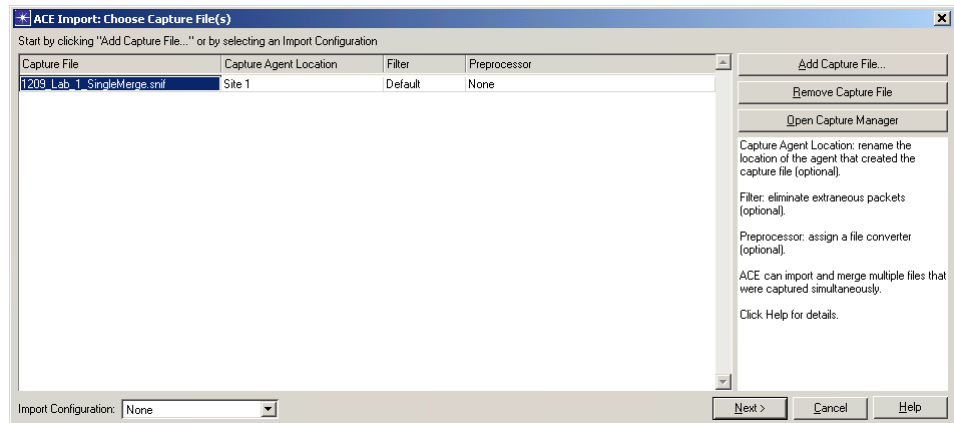 ACE Import: Choose Capture File(s)
Start by clicking "Add Capture File..." or by selecting an Import Configuration
Capture File Capture Agent Location Filter Preprocessor
1209_Lab_1_SingleMerge.snif Site 1 Default None
Add Capture File...
Remove Capture File
Open Capture Manager
Capture Agent Location: rename the
location of the agent that created the
capture file (optional).
Filter: eliminate extraneous packets
(optional).
Preprocessor: assign a file converter
(optional).
ACE can import and merge multiple files that
were captured simultaneously.
Click Help for details.
Import Configuration: None
Next > Cancel Help